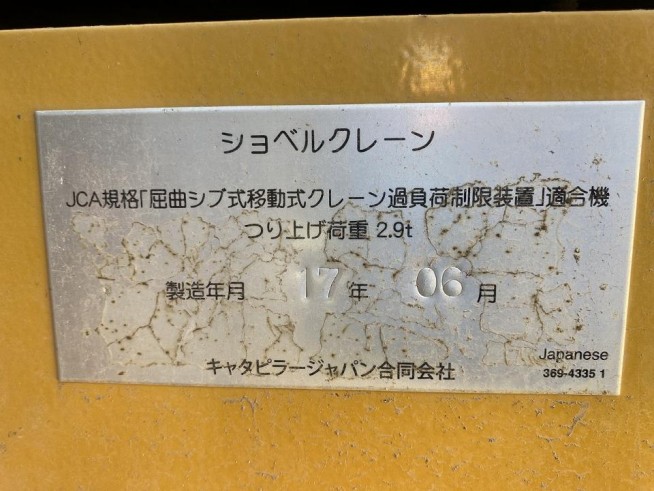 ショベルクレーン
JCA規格「屈曲ジブ式移動式クレーン過負荷制限装置」適合機
つり上げ荷重 2.9t
製造年月 17 年 06 月
キャタピラージャパン合同会社
Japanese
369-4335 1